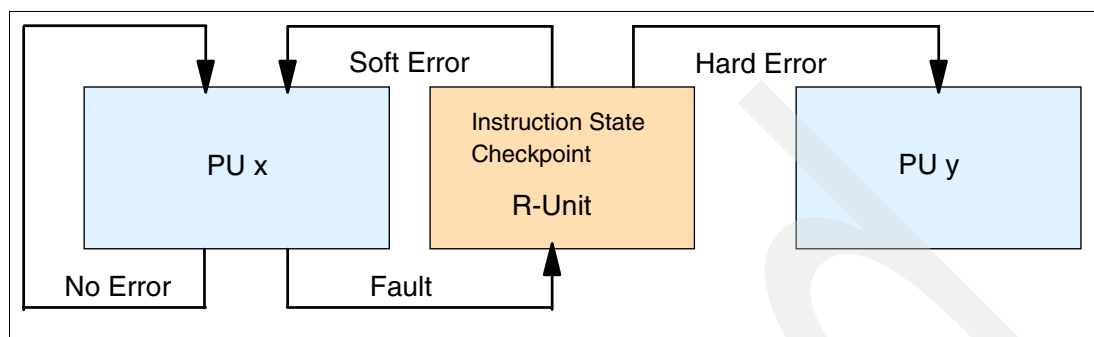 Soft Error
Hard Error
PU x
Instruction State
Checkpoint
R-Unit
PU y
No Error
Fault